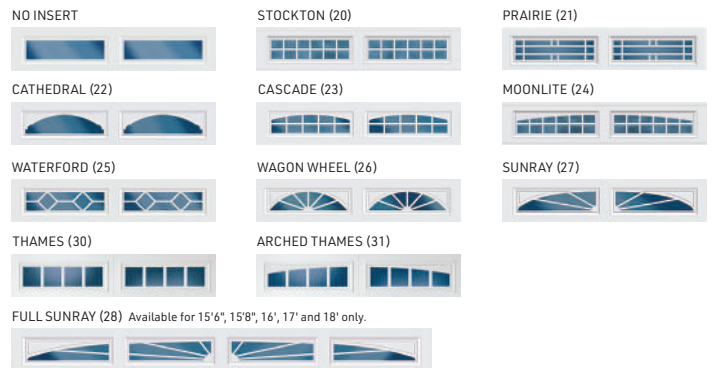 NO INSERT
STOCKTON (20)
PRAIRIE (21)
CATHEDRAL (22)
CASCADE (23)
MOONLITE (24)
WATERFORD (25)
WAGON WHEEL (26)
SUNRAY (27)
THAMES (30)
ARCHED THAMES (31)
FULL SUNRAY (28) Available for 15'6", 15'8", 16', 17' and 18' only.